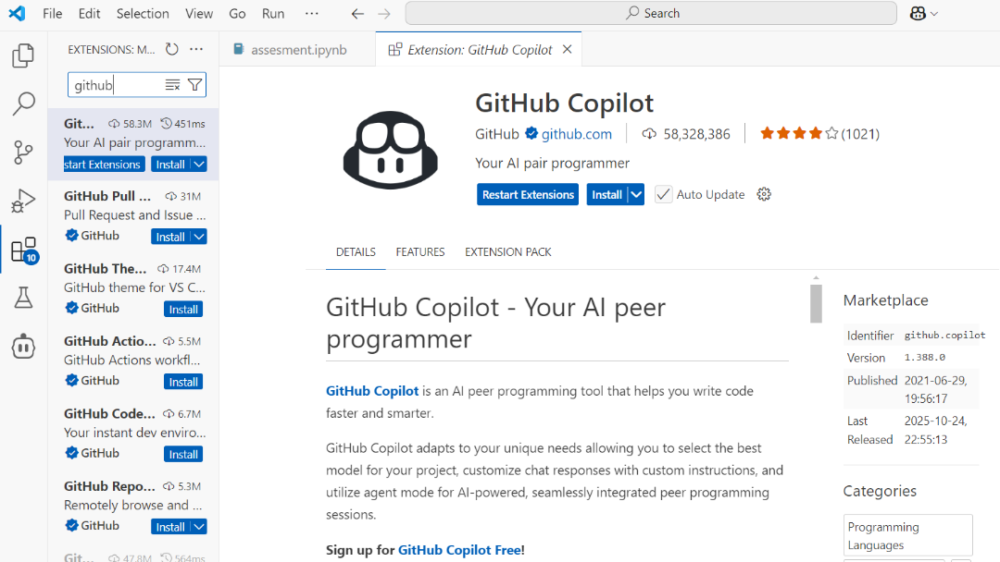 File Edit Selection View Go Run ···
Search
EXTENSIONS: M... ···
github
Git... 58.3M 451ms
Your AI pair programm...
start Extensions Install
GitHub Pull ... 31M
Pull Request and Issue ...
GitHub Install
GitHub The... 17.4M
GitHub theme for VS C...
GitHub Install
GitHub Actio... 5.5M
GitHub Actions workfl...
GitHub Install
GitHub Code... 6.7M
Your instant dev enviro...
GitHub Install
GitHub Repo... 5.3M
Remotely browse and ...
GitHub Install
Git... 47.8M 564ms
10
assesment.ipynb
Extension: GitHub Copilot
GitHub Copilot
GitHub github.com 58,328,386 (1021)
Your AI pair programmer
Restart Extensions Install Auto Update
DETAILS FEATURES EXTENSION PACK
GitHub Copilot - Your AI peer
programmer
GitHub Copilot is an AI peer programming tool that helps you write code
faster and smarter.
GitHub Copilot adapts to your unique needs allowing you to select the best
model for your project, customize chat responses with custom instructions, and
utilize agent mode for AI-powered, seamlessly integrated peer programming
sessions.
Sign up for GitHub Copilot Free!
Marketplace
Identifier github.copilot
Version 1.388.0
Published 2021-06-29,
19:56:17
Last 2025-10-24,
Released 22:55:13
Categories
Programming
Languages